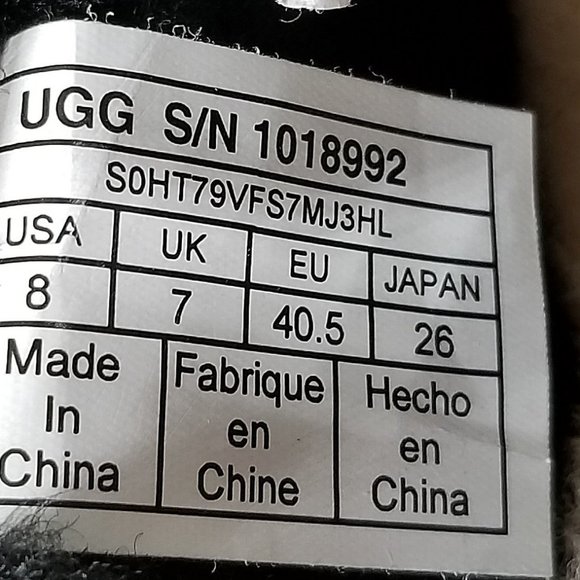 UGG S/N 1018992
S0HT79VFS7MJ3HL
USA UK EU JAPAN
8 7 40.5 26
Made Fabrique Hecho
In en en
China Chine China